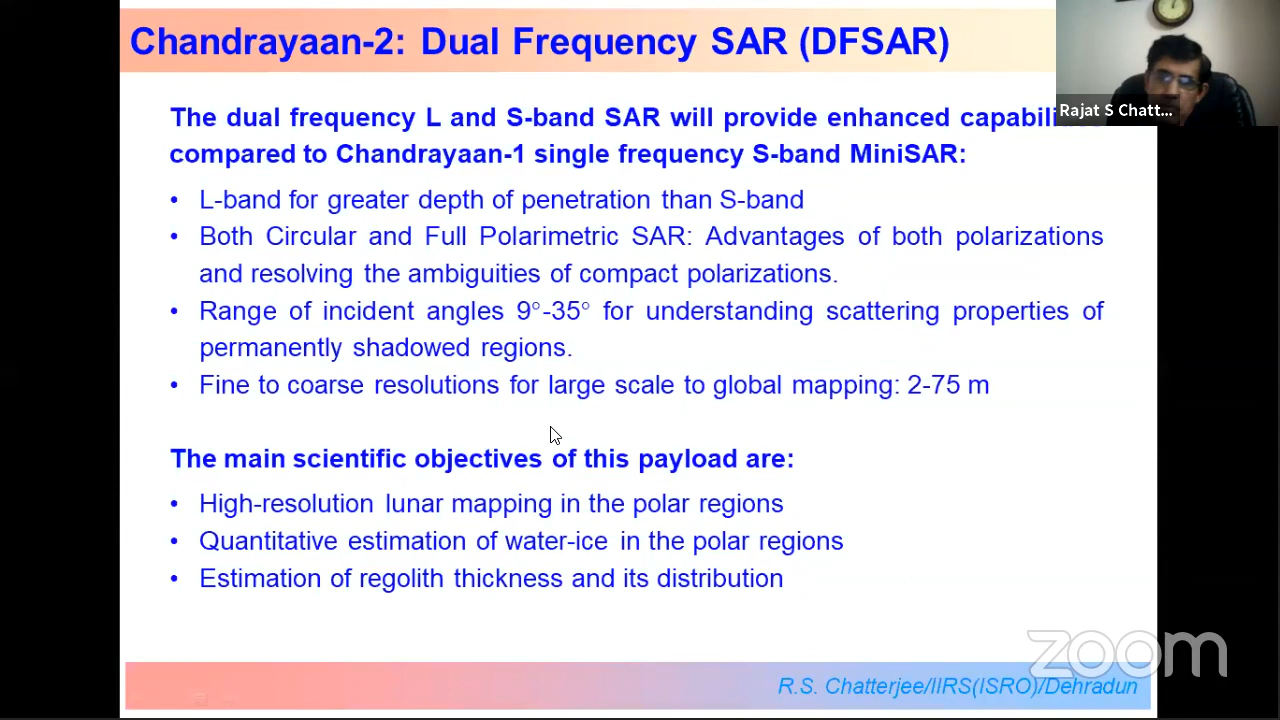 Chandrayaan-2: Dual Frequency SAR (DFSAR)
Rajat S Chatt...
The dual frequency L and S-band SAR will provide enhanced
compared to Chandrayaan-1 single frequency S-band MiniSAR:
• L-band for greater depth of penetration than S-band
• Both Circular and Full Polarimetric SAR: Advantages of both polarizations
and resolving the ambiguities of compact polarizations.
• Range of incident angles 9°-35° for understanding scattering properties of
permanently shadowed regions.
• Fine to coarse resolutions for large scale to global mapping: 2-75 m
The main scientific objectives of this payload are:
• High-resolution lunar mapping in the polar regions
• Quantitative estimation of water-ice in the polar regions
• Estimation of regolith thickness and its distribution
zoom
R.S. Chatterjee/IIRS(ISRO)/Dehradun